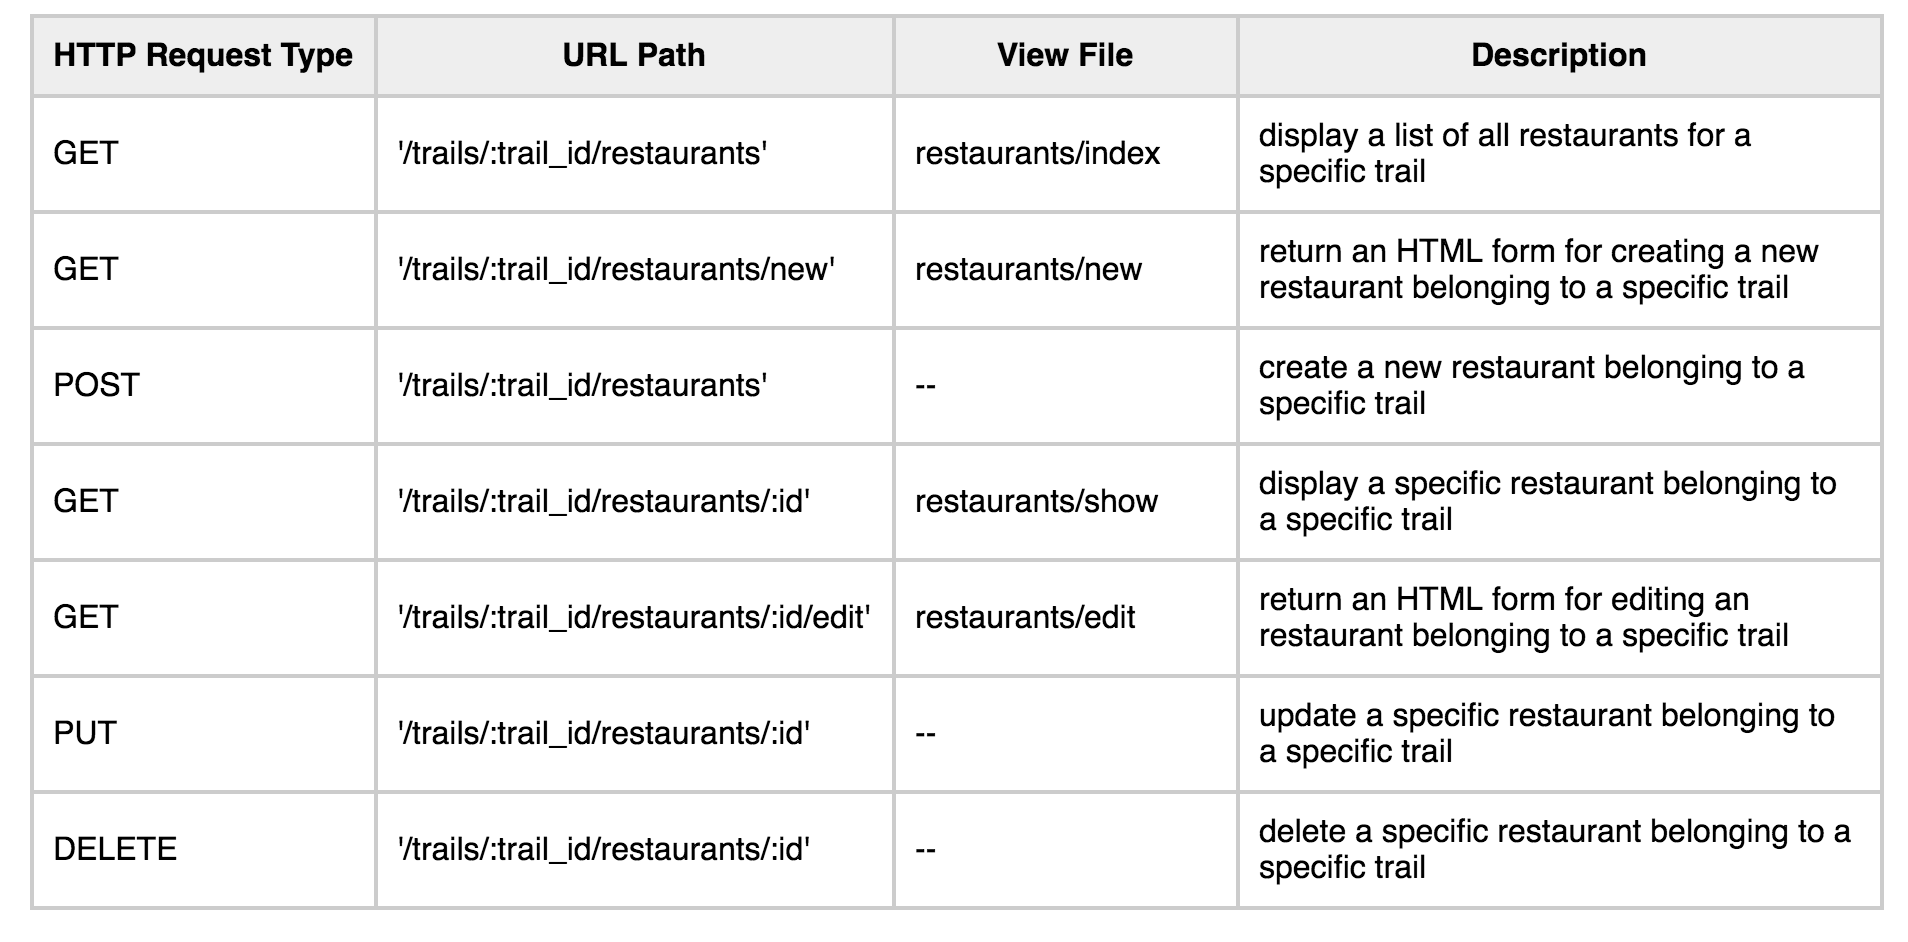 HTTP Request Type URL Path View File Description
GET '/trails/:trail_id/restaurants' restaurants/index display a list of all restaurants for a
specific trail
GET '/trails/:trail_id/restaurants/new' restaurants/new return an HTML form for creating a new
restaurant belonging to a specific trail
POST '/trails/:trail_id/restaurants' -- create a new restaurant belonging to a
specific trail
GET '/trails/:trail_id/restaurants/:id' restaurants/show display a specific restaurant belonging to
a specific trail
GET '/trails/:trail_id/restaurants/:id/edit' restaurants/edit return an HTML form for editing an
restaurant belonging to a specific trail
PUT '/trails/:trail_id/restaurants/:id' -- update a specific restaurant belonging to
a specific trail
DELETE '/trails/:trail_id/restaurants/:id' -- delete a specific restaurant belonging to a
specific trail